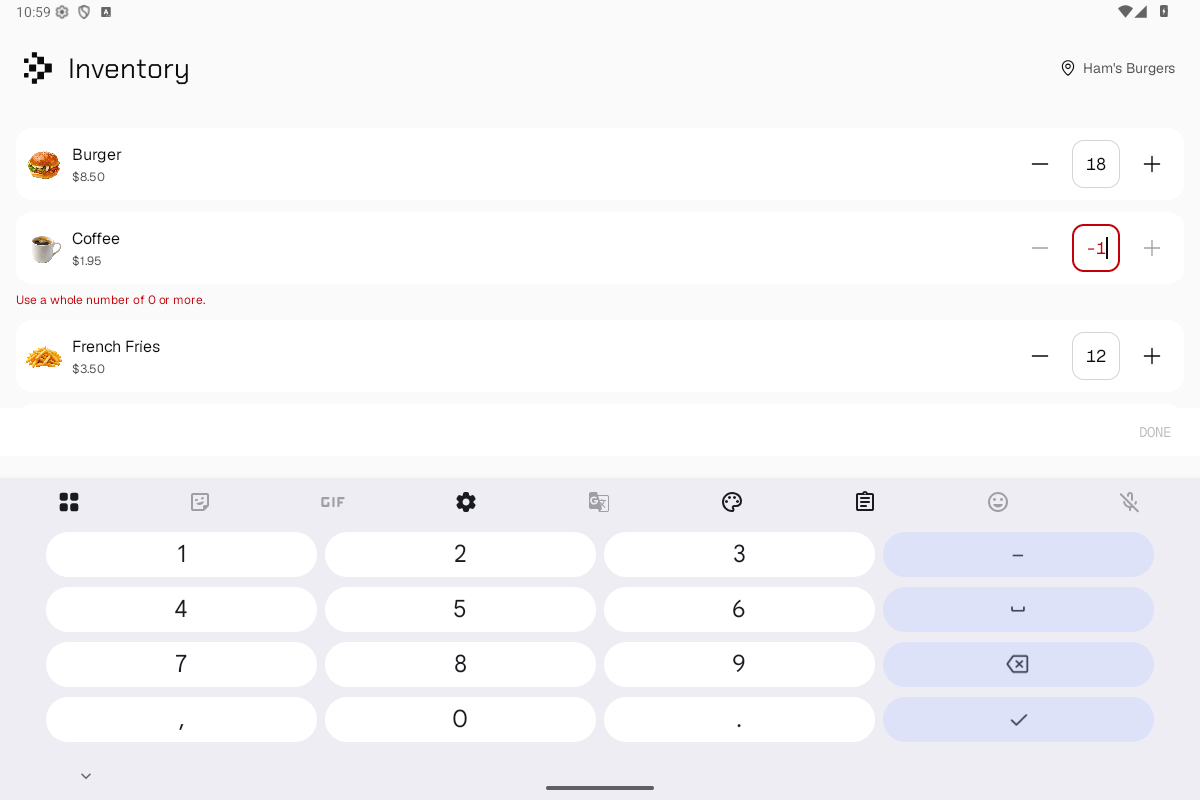 10:59
Inventory
Ham's Burgers
Burger
$8.50
18
Coffee
$1.95
-1
Use a whole number of 0 or more.
French Fries
$3.50
12
DONE
GIF
1 2 3 –
4 5 6
7 8 9
, 0 .